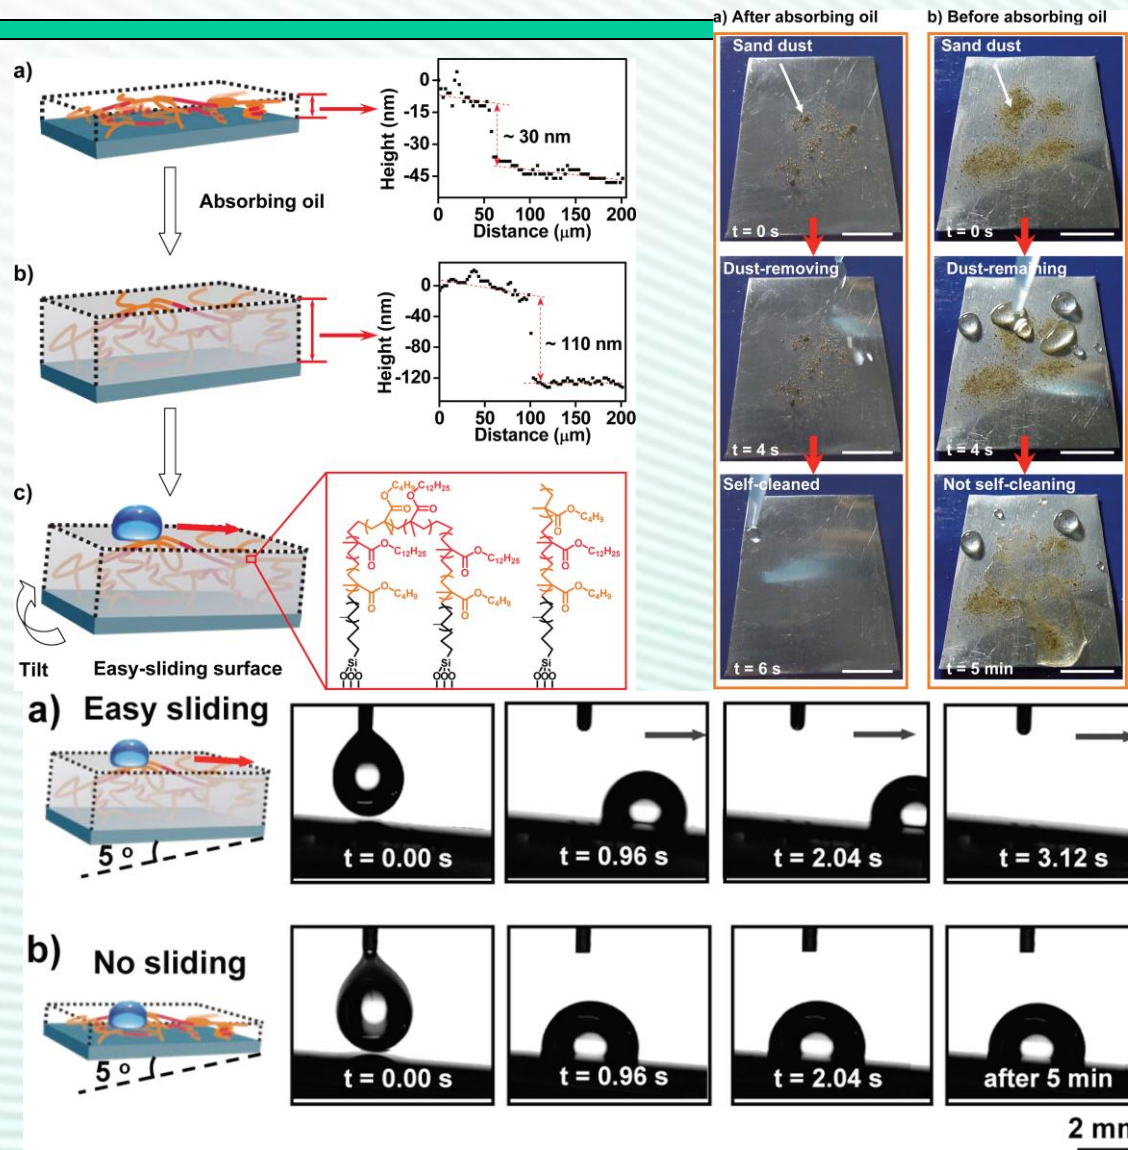 a)
0
-15
-30
-45
Height (nm)
~ 30 nm
0 50 100 150 200
Distance (μm)
Absorbing oil
b)
0
-40
-80
-120
Height (nm)
~ 110 nm
0 50 100 150 200
Distance (μm)
c)
Tilt
Easy-sliding surface
C4H9 C12H25
O O
O O
O C4H9
O
O C12H25
O
O C12H25
O
O C12H25
O
O C4H9
O
O C4H9
O
O C4H9
O
Si Si Si
OOO OOO OOO
a) After absorbing oil
Sand dust
t = 0 s
Dust-removing
t = 4 s
Self-cleaned
t = 6 s
b) Before absorbing oil
Sand dust
t = 0 s
Dust-remaining
t = 4 s
Not self-cleaning
t = 5 min
a) Easy sliding
5 o
t = 0.00 s
t = 0.96 s
t = 2.04 s
t = 3.12 s
b) No sliding
5 o
t = 0.00 s
t = 0.96 s
t = 2.04 s
after 5 min
2 mm